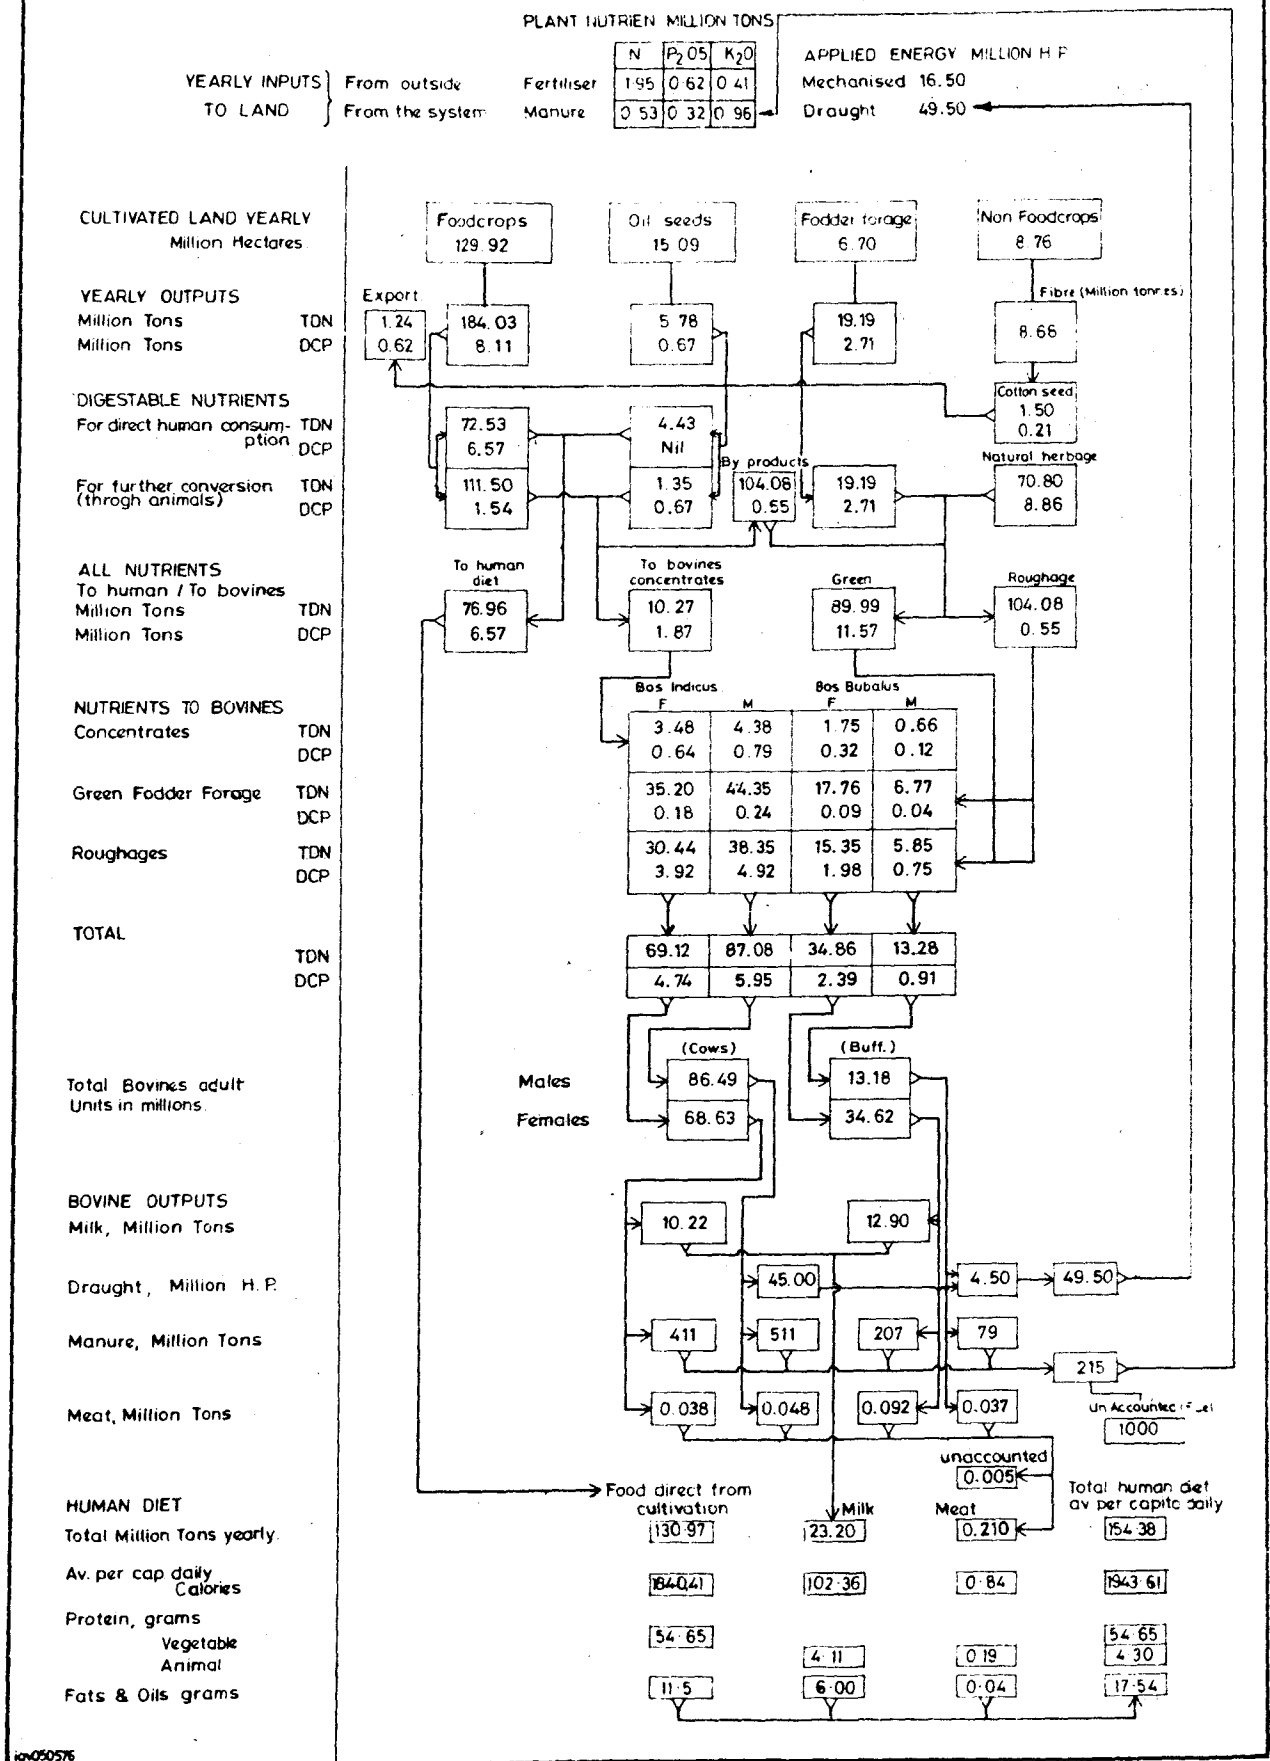 PLANT NUTRIEN MILLION TONS
N P2O5 K2O
APPLIED ENERGY MILLION H P
YEARLY INPUTS From outside Fertiliser 1.95 0.62 0.41 Mechanised 16.50
TO LAND From the system Manure 0.53 0.32 0.96 Draught 49.50
CULTIVATED LAND YEARLY Foodcrops Oil seeds Fodder forage Non Foodcrops
Million Hectares 129.92 15.09 6.70 8.76
YEARLY OUTPUTS Export Fibre (Million tonnes)
Million Tons TDN 1.24 184.03 5.78 19.19 8.66
Million Tons DCP 0.62 8.11 0.67 2.71
DIGESTABLE NUTRIENTS Cotton seed
For direct human consum- TDN 72.53 4.43 1.50
ption DCP 6.57 Nil 0.21
By products Natural herbage
For further conversion TDN 111.50 1.35 104.08 19.19 70.80
(throgh animals) DCP 1.54 0.67 0.55 2.71 8.86
ALL NUTRIENTS To human diet To bovines concentrates Green Roughage
To human / To bovines
Million Tons TDN 76.96 10.27 89.99 104.08
Million Tons DCP 6.57 1.87 11.57 0.55
Bos Indicus Bos Bubalus
NUTRIENTS TO BOVINES F M F M
Concentrates TDN 3.48 4.38 1.75 0.66
DCP 0.64 0.79 0.32 0.12
Green Fodder Forage TDN 35.20 44.35 17.76 6.77
DCP 0.18 0.24 0.09 0.04
Roughages TDN 30.44 38.35 15.35 5.85
DCP 3.92 4.92 1.98 0.75
TOTAL
TDN 69.12 87.08 34.86 13.28
DCP 4.74 5.95 2.39 0.91
(Cows) (Buff.)
Total Bovines adult Males 86.49 13.18
Units in millions. Females 68.63 34.62
BOVINE OUTPUTS
Milk, Million Tons 10.22 12.90
Draught, Million H.P. 45.00 4.50 49.50
Manure, Million Tons 411 511 207 79
215
Meat, Million Tons 0.038 0.048 0.092 0.037
un Accounted
1000
unaccounted
0.005
HUMAN DIET Food direct from cultivation Milk Meat Total human diet av per capita daily
Total Million Tons yearly. 130.97 23.20 0.210 154.38
Av. per cap daily
Calories 1840.41 102.36 0.84 1943.61
Protein, grams
Vegetable 54.65 54.65
Animal 4.11 0.19 4.30
Fats & Oils grams 11.5 6.00 0.04 17.54